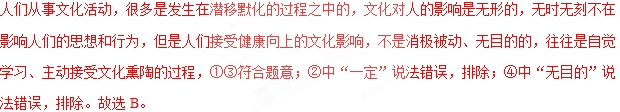 人们从事文化活动，很多是发生在潜移默化的过程之中的，文化对人的影响是无形的，无时无刻不在
影响人们的思想和行为，但是人们接受健康向上的文化影响，不是消极被动、无目的的，往往是自觉
学习、主动接受文化熏陶的过程，①③符合题意；②中“一定”说法错误，排除；④中“无目的”说
法错误，排除。故选 B。